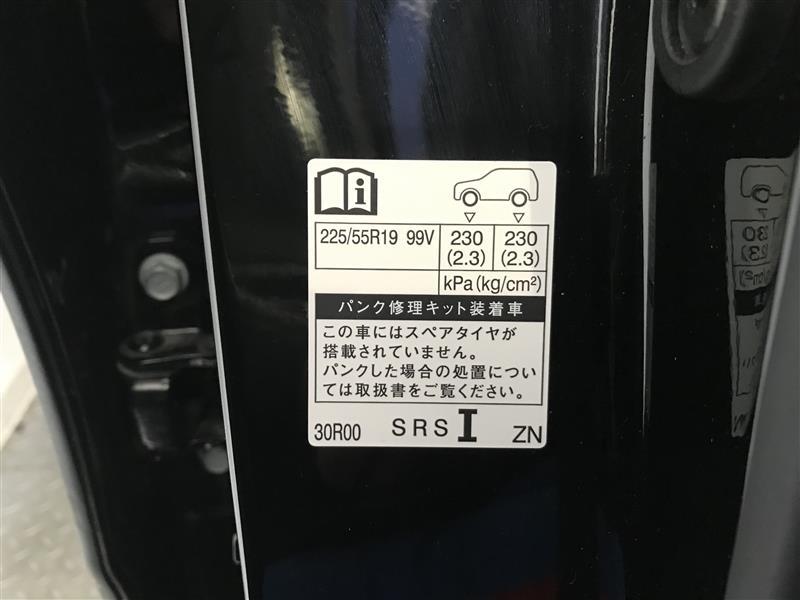 225/55R19 99V 230 230
(2.3) (2.3)
kPa(kg/cm²)
パンク修理キット装着車
この車にはスペアタイヤが
搭載されていません。
パンクした場合の処置につい
ては取扱書をご覧ください。
30R00 SRS I ZN